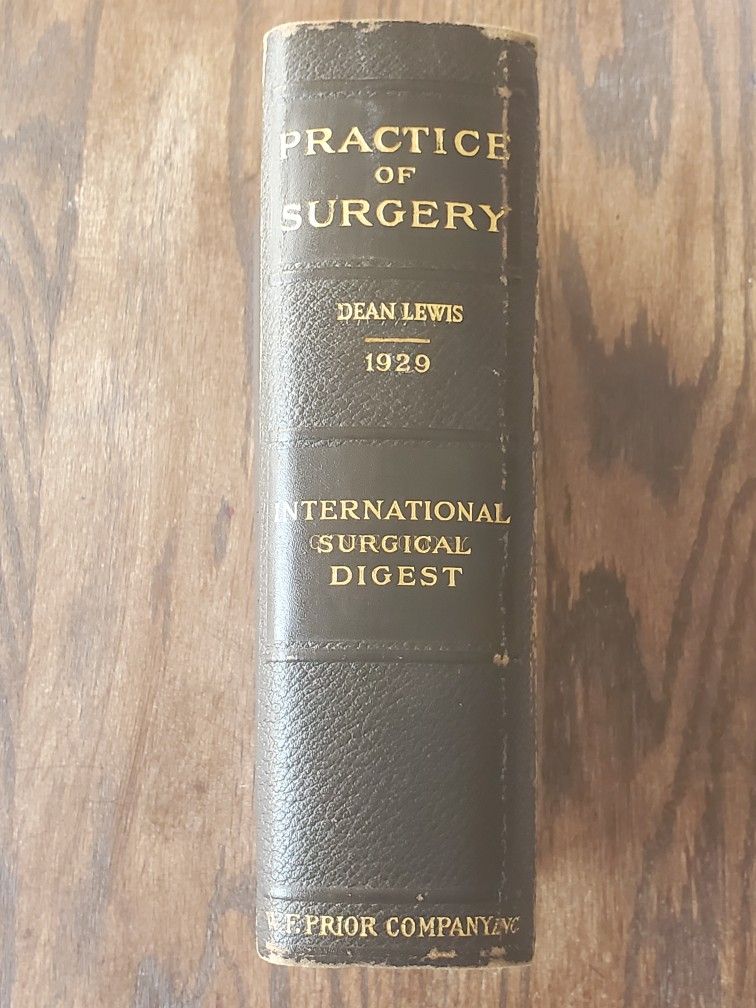 PRACTICE
OF
SURGERY
DEAN LEWIS
1929
INTERNATIONAL
SURGICAL
DIGEST
W. F. PRIOR COMPANY INC